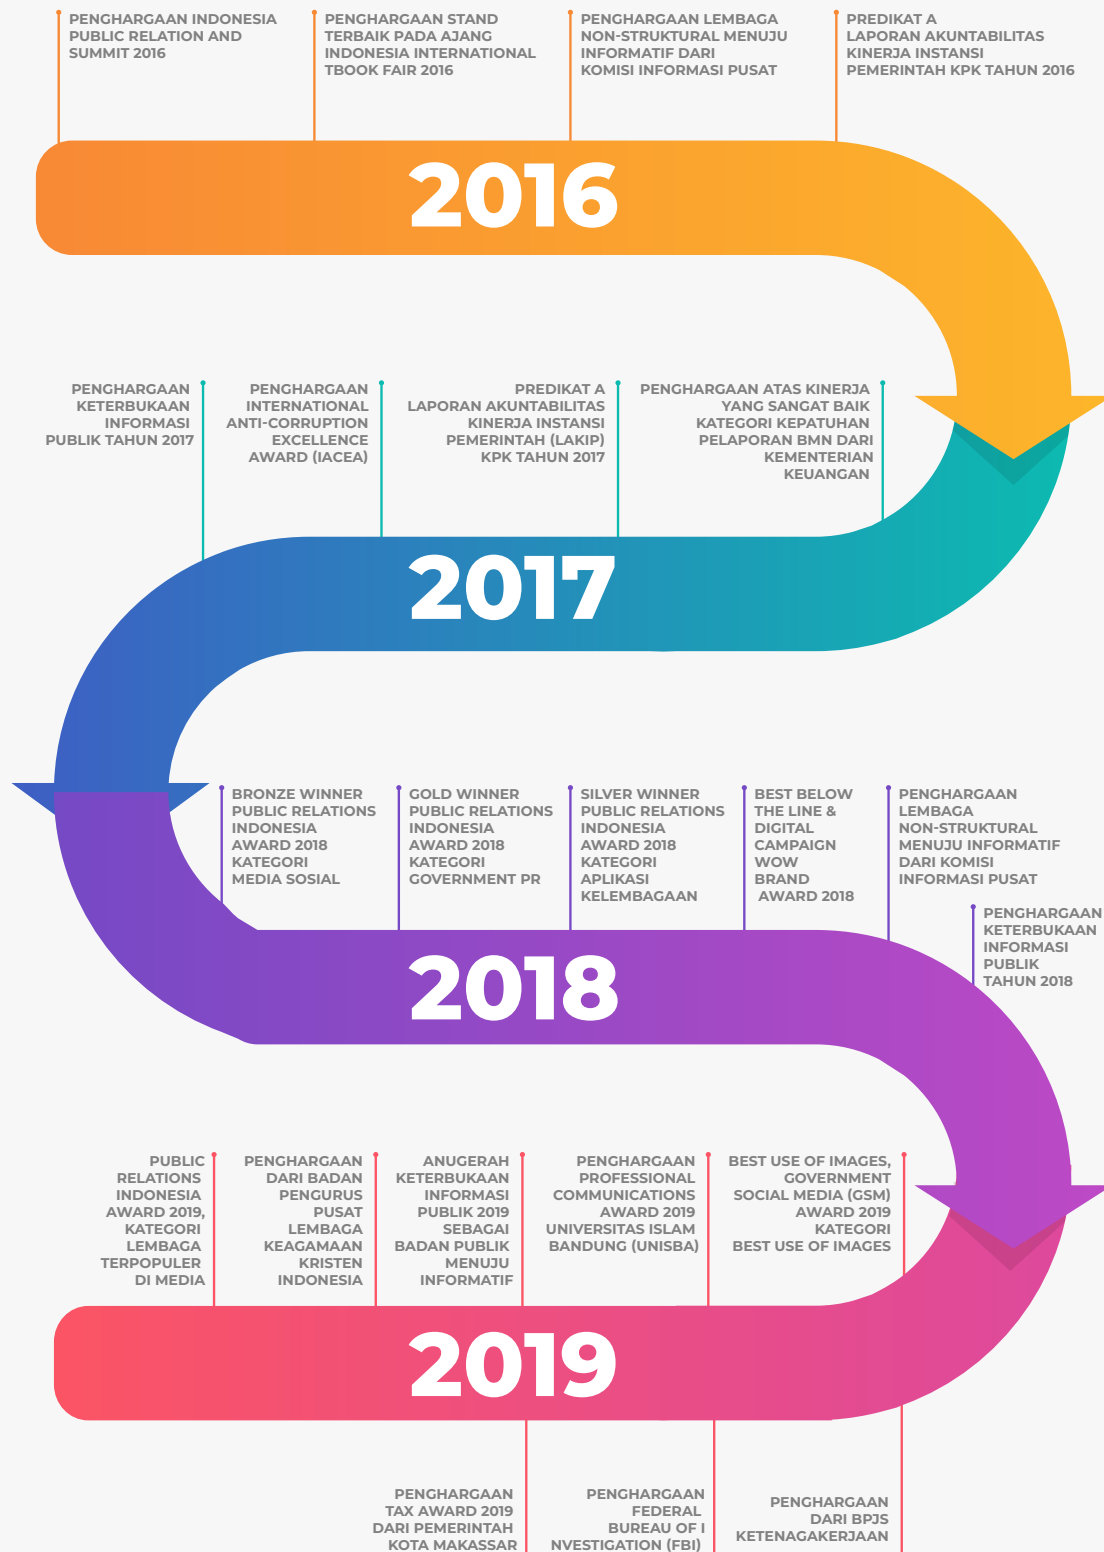 PENGHARGAAN INDONESIA
PUBLIC RELATION AND
SUMMIT 2016
PENGHARGAAN STAND
TERBAIK PADA AJANG
INDONESIA INTERNATIONAL
TBOOK FAIR 2016
PENGHARGAAN LEMBAGA
NON-STRUKTURAL MENUJU
INFORMATIF DARI
KOMISI INFORMASI PUSAT
PREDIKAT A
LAPORAN AKUNTABILITAS
KINERJA INSTANSI
PEMERINTAH KPK TAHUN 2016
2016
PENGHARGAAN
KETERBUKAAN
INFORMASI
PUBLIK TAHUN 2017
PENGHARGAAN
INTERNATIONAL
ANTI-CORRUPTION
EXCELLENCE
AWARD (IACEA)
PREDIKAT A
LAPORAN AKUNTABILITAS
KINERJA INSTANSI
PEMERINTAH (LAKIP)
KPK TAHUN 2017
PENGHARGAAN ATAS KINERJA
YANG SANGAT BAIK
KATEGORI KEPATUHAN
PELAPORAN BMN DARI
KEMENTERIAN
KEUANGAN
2017
BRONZE WINNER
PUBLIC RELATIONS
INDONESIA
AWARD 2018
KATEGORI
MEDIA SOSIAL
GOLD WINNER
PUBLIC RELATIONS
INDONESIA
AWARD 2018
KATEGORI
GOVERNMENT PR
SILVER WINNER
PUBLIC RELATIONS
INDONESIA
AWARD 2018
KATEGORI
APLIKASI
KELEMBAGAAN
BEST BELOW
THE LINE &
DIGITAL
CAMPAIGN
WOW
BRAND
AWARD 2018
PENGHARGAAN
LEMBAGA
NON-STRUKTURAL
MENUJU INFORMATIF
DARI KOMISI
INFORMASI PUSAT
PENGHARGAAN
KETERBUKAAN
INFORMASI
PUBLIK
TAHUN 2018
2018
PUBLIC
RELATIONS
INDONESIA
AWARD 2019,
KATEGORI
LEMBAGA
TERPOPULER
DI MEDIA
PENGHARGAAN
DARI BADAN
PENGURUS
PUSAT
LEMBAGA
KEAGAMAAN
KRISTEN
INDONESIA
ANUGERAH
KETERBUKAAN
INFORMASI
PUBLIK 2019
SEBAGAI
BADAN PUBLIK
MENUJU
INFORMATIF
PENGHARGAAN
PROFESSIONAL
COMMUNICATIONS
AWARD 2019
UNIVERSITAS ISLAM
BANDUNG (UNISBA)
BEST USE OF IMAGES,
GOVERNMENT
SOCIAL MEDIA (GSM)
AWARD 2019
KATEGORI
BEST USE OF IMAGES
2019
PENGHARGAAN
TAX AWARD 2019
DARI PEMERINTAH
KOTA MAKASSAR
PENGHARGAAN
FEDERAL
BUREAU OF I
NVESTIGATION (FBI)
PENGHARGAAN
DARI BPJS
KETENAGAKERJAAN